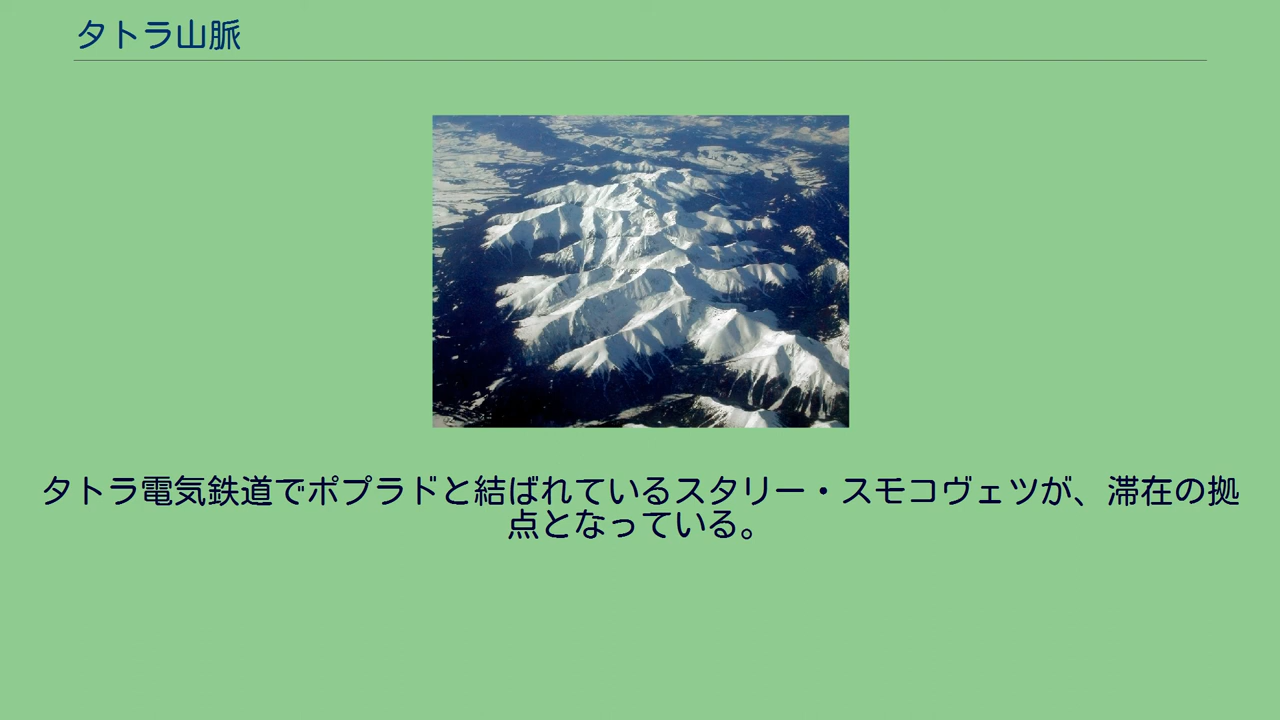 タトラ山脈
タトラ電気鉄道でポプラドと結ばれているスタリー・スモコヴェツが、滞在の拠
点となっている。